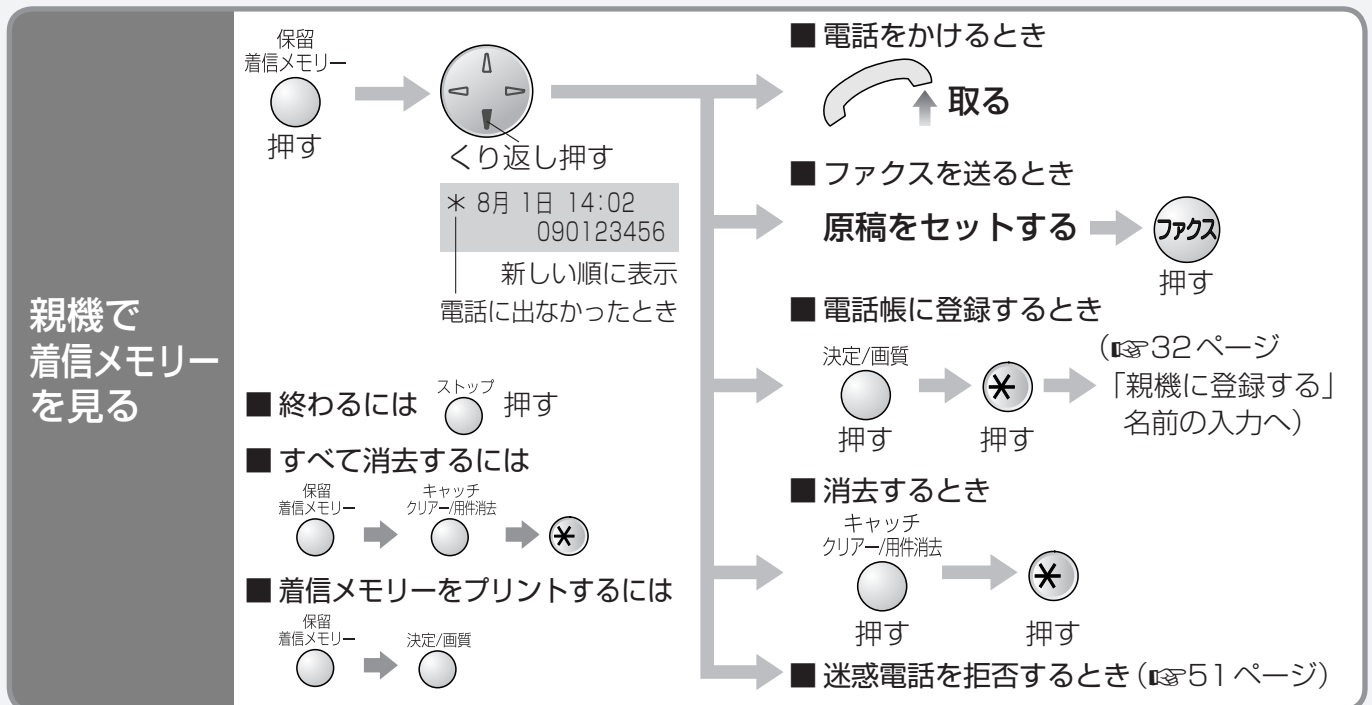 親機で
着信メモリー
を見る
保留
着信メモリー
押す
くり返し押す
＊ 8月 1日 14:02
090123456
新しい順に表示
電話に出なかったとき
■ 終わるには ストップ 押す
■ すべて消去するには
保留
着信メモリー
キャッチ
クリアー/用件消去
＊
■ 着信メモリーをプリントするには
保留
着信メモリー
決定/画質
■ 電話をかけるとき
取る
■ ファクスを送るとき
原稿をセットする
ファクス
押す
■ 電話帳に登録するとき
決定/画質
押す
＊
押す
（☞32ページ
「親機に登録する」
名前の入力へ）
■ 消去するとき
キャッチ
クリアー/用件消去
押す
＊
押す
■ 迷惑電話を拒否するとき（☞51ページ）